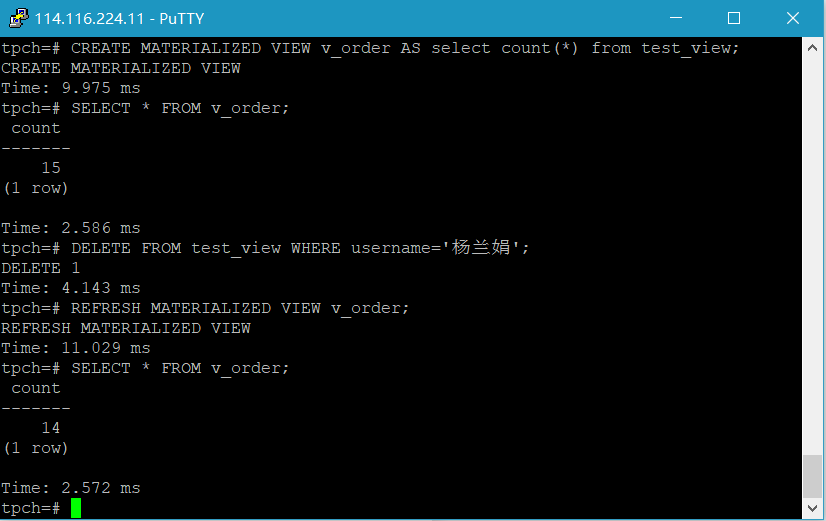 114.116.224.11 - PuTTY
tpch=# CREATE MATERIALIZED VIEW v_order AS select count(*) from test_view;
CREATE MATERIALIZED VIEW
Time: 9.975 ms
tpch=# SELECT * FROM v_order;
 count
-------
    15
(1 row)

Time: 2.586 ms
tpch=# DELETE FROM test_view WHERE username='杨兰娟';
DELETE 1
Time: 4.143 ms
tpch=# REFRESH MATERIALIZED VIEW v_order;
REFRESH MATERIALIZED VIEW
Time: 11.029 ms
tpch=# SELECT * FROM v_order;
 count
-------
    14
(1 row)

Time: 2.572 ms
tpch=#